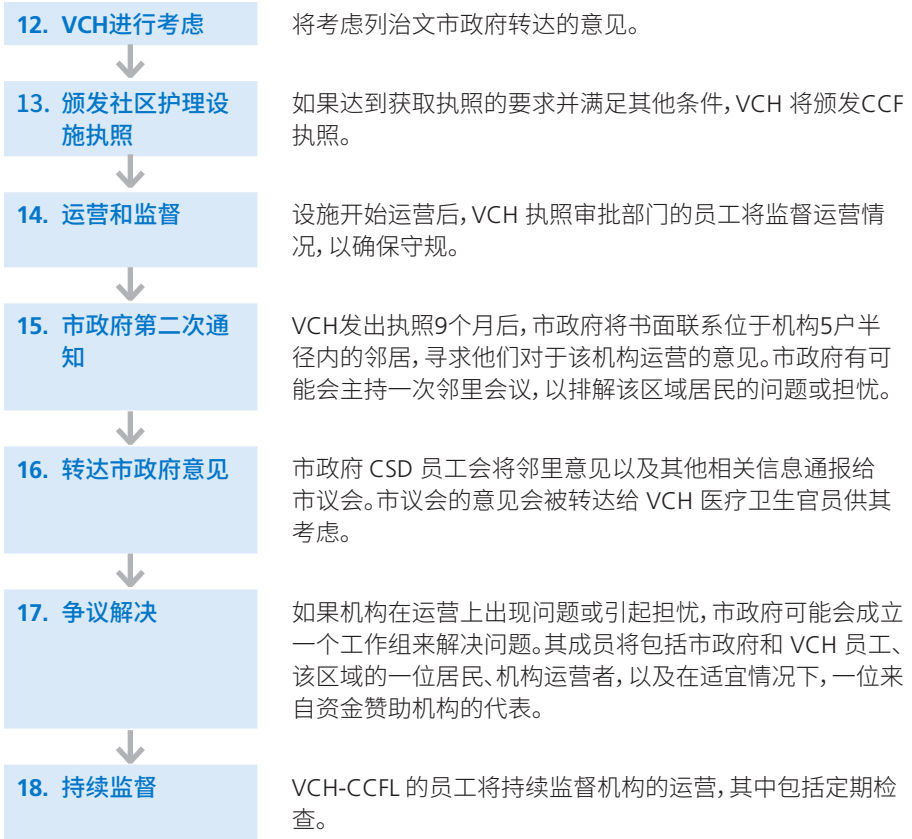 12. VCH进行考虑
将考虑列治文市政府转达的意见。
13. 颁发社区护理设
施执照
如果达到获取执照的要求并满足其他条件，VCH 将颁发CCF
执照。
14. 运营和监督
设施开始运营后，VCH 执照审批部门的员工将监督运营情
况，以确保守规。
15. 市政府第二次通
知
VCH发出执照9个月后，市政府将书面联系位于机构5户半
径内的邻居，寻求他们对于该机构运营的意见。市政府有可
能会主持一次邻里会议，以排解该区域居民的问题或担忧。
16. 转达市政府意见
市政府 CSD 员工会将邻里意见以及其他相关信息通报给
市议会。市议会的意见会被转达给 VCH 医疗卫生官员供其
考虑。
17. 争议解决
如果机构在运营上出现问题或引起担忧，市政府可能会成立
一个工作组来解决问题。其成员将包括市政府和 VCH 员工、
该区域的一位居民、机构运营者，以及在适宜情况下，一位来
自资金赞助机构的代表。
18. 持续监督
VCH-CCFL 的员工将持续监督机构的运营，其中包括定期检
查。